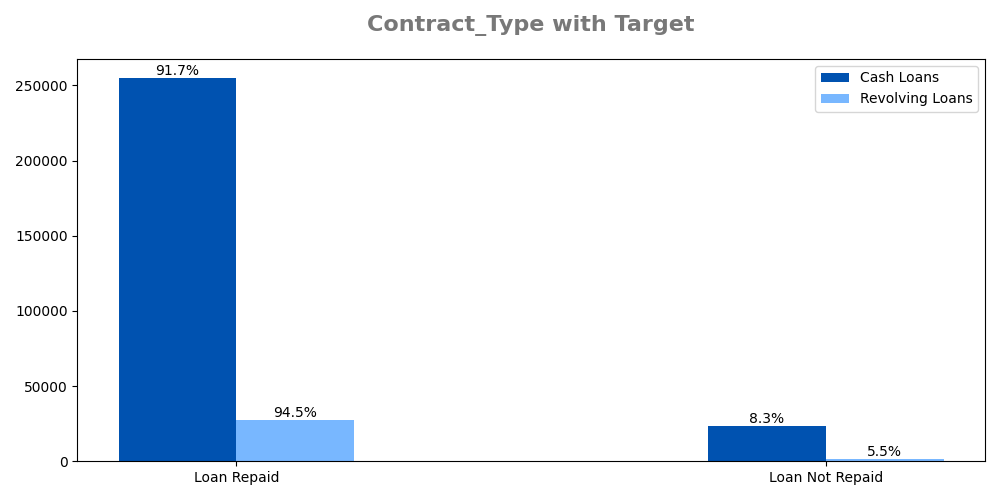 Contract_Type with Target
Cash Loans
Revolving Loans
250000
200000
150000
100000
50000
0
91.7%
94.5%
8.3%
5.5%
Loan Repaid
Loan Not Repaid